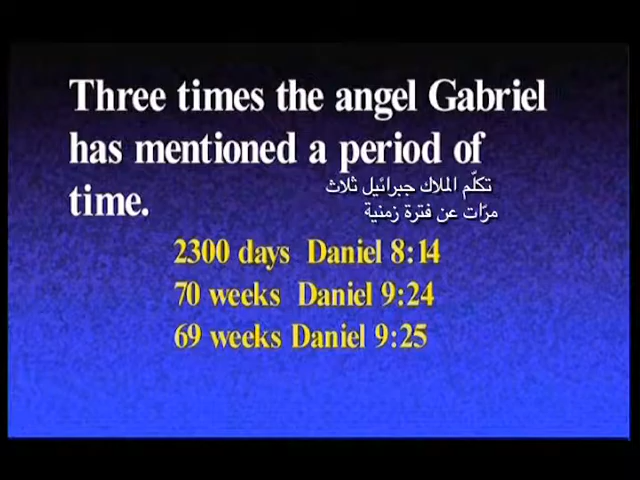 Three times the angel Gabriel
has mentioned a period of
time.
تكلّم الملاك جبرائيل ثلاث
مرّات عن فترة زمنية
2300 days Daniel 8:14
70 weeks Daniel 9:24
69 weeks Daniel 9:25